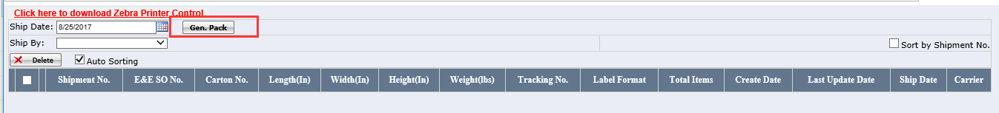 Click here to download Zebra Printer Control
Ship Date: 8/25/2017 Gen. Pack
Ship By: Sort by Shipment No.
Delete Auto Sorting
Shipment No. E&E SO No. Carton No. Length(In) Width(In) Height(In) Weight(lbs) Tracking No. Label Format Total Items Create Date Last Update Date Ship Date Carrier